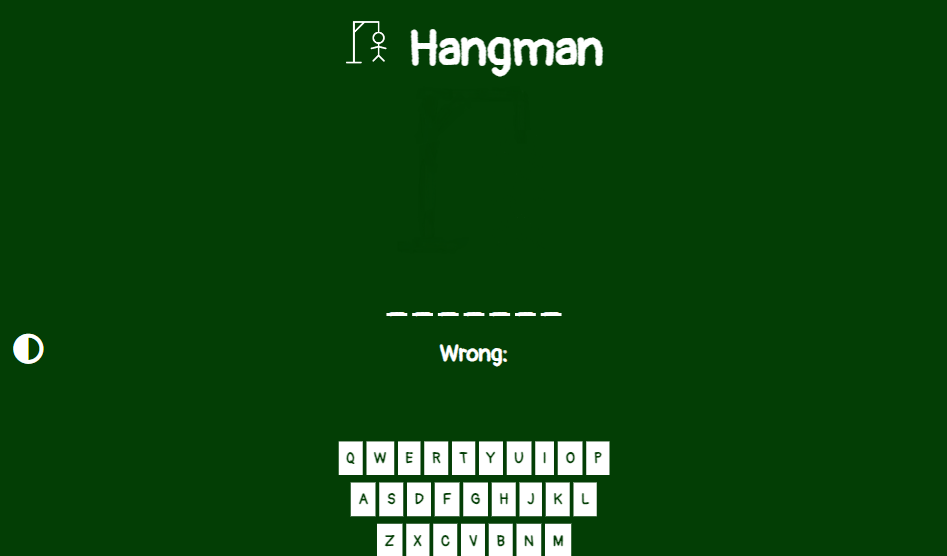 Hangman
_ _ _ _ _ _ _
Wrong:
Q W E R T Y U I O P
A S D F G H J K L
Z X C V B N M